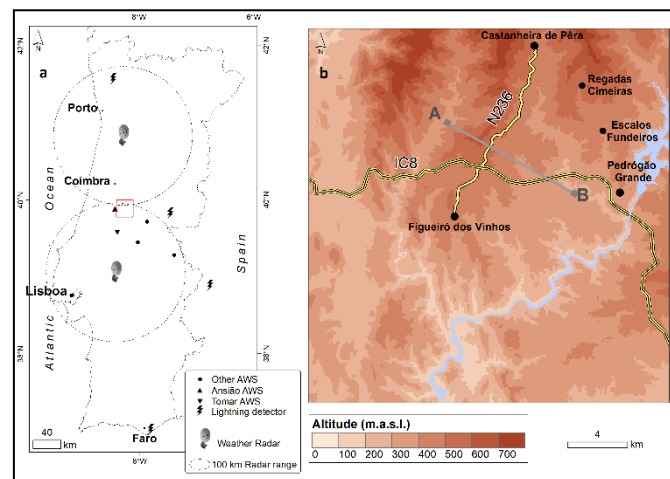 8°W
6°W
N
42°N
a
Porto
Coimbra
Ocean
40°N
40°N
Spain
Lisboa
Atlantic
38°N
38°N
Other AWS
Ansião AWS
Tomar AWS
Lightning detector
Weather Radar
100 km Radar range
40
km
Faro
8°W
6°W
N
b
Castanheira de Pêra
Regadas
Cimeiras
A
N236
Escalos
Fundeiros
IC8
Pedrógão
Grande
B
Figueiró dos Vinhos
Altitude (m.a.s.l.)
0 100 200 300 400 500 600 700
4
km